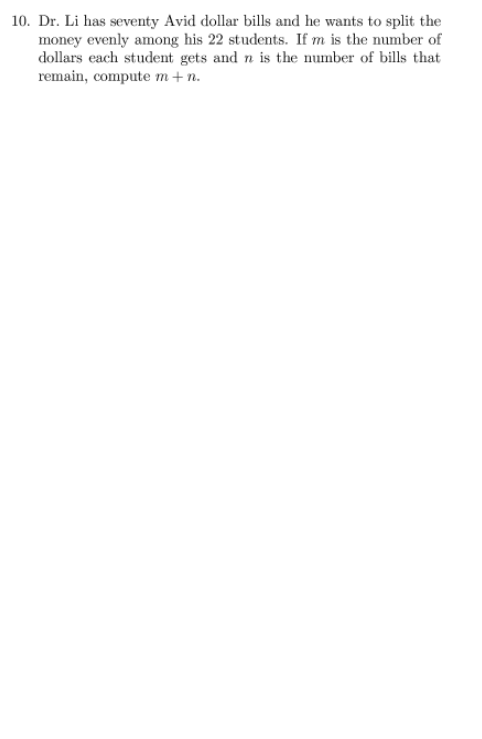 10. Dr. Li has seventy Avid dollar bills and he wants to split the
money evenly among his 22 students. If m is the number of
dollars each student gets and n is the number of bills that
remain, compute m + n.